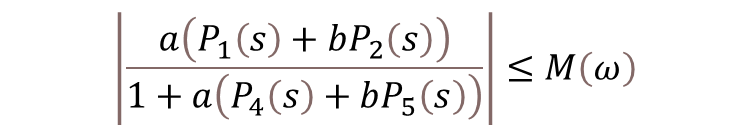 |a(P₁(s) + bP₂(s)) / 1 + a(P₄(s) + bP₅(s))| ≤ M(ω)